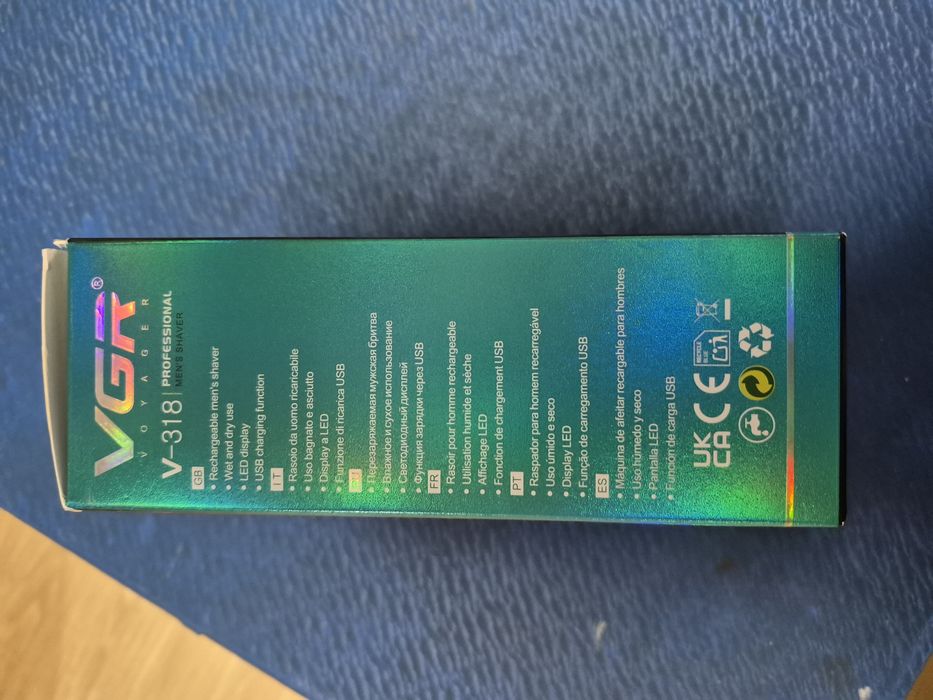 VGR®
VOYAGER
V-318 PROFESSIONAL
MEN'S SHAVER
GB
• Rechargeable men's shaver
• Wet and dry use
• LED display
• USB charging function
IT
• Rasoio da uomo ricaricabile
• Uso bagnato e asciutto
• Display a LED
• Funzione di ricarica USB
RU
• Перезаряжаемая мужская бритва
• Влажное и сухое использование
• Светодиодный дисплей
• Функция зарядки через USB
FR
• Rasoir pour homme rechargeable
• Utilisation humide et sèche
• Affichage LED
• Fonction de chargement USB
PT
• Raspador para homem recarregável
• Uso umido e seco
• Display LED
• Função de carregamento USB
ES
• Máquina de afeitar recargable para hombres
• Uso húmedo y seco
• Pantalla LED
• Función de carga USB
UK
CA CE